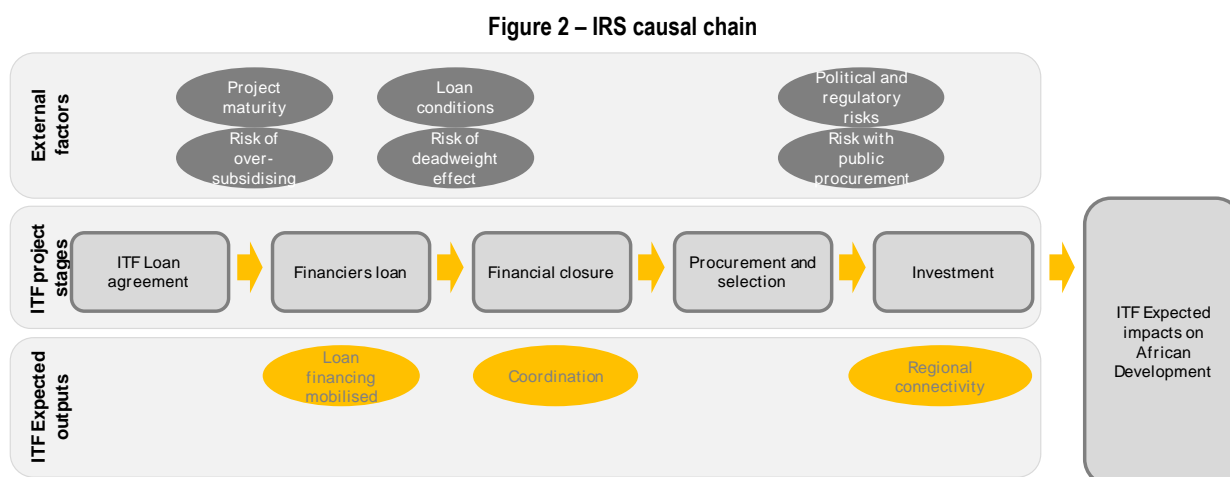 Figure 2 – IRS causal chain
External
factors
Project
maturity
Loan
conditions
Political and
regulatory
risks
Risk of
over-
subsidising
Risk of
deadweight
effect
Risk with
public
procurement
ITF project
stages
ITF Loan
agreement
Financiers loan
Financial closure
Procurement and
selection
Investment
ITF Expected
impacts on
African
Development
ITF Expected
outputs
Loan
financing
mobilised
Coordination
Regional
connectivity